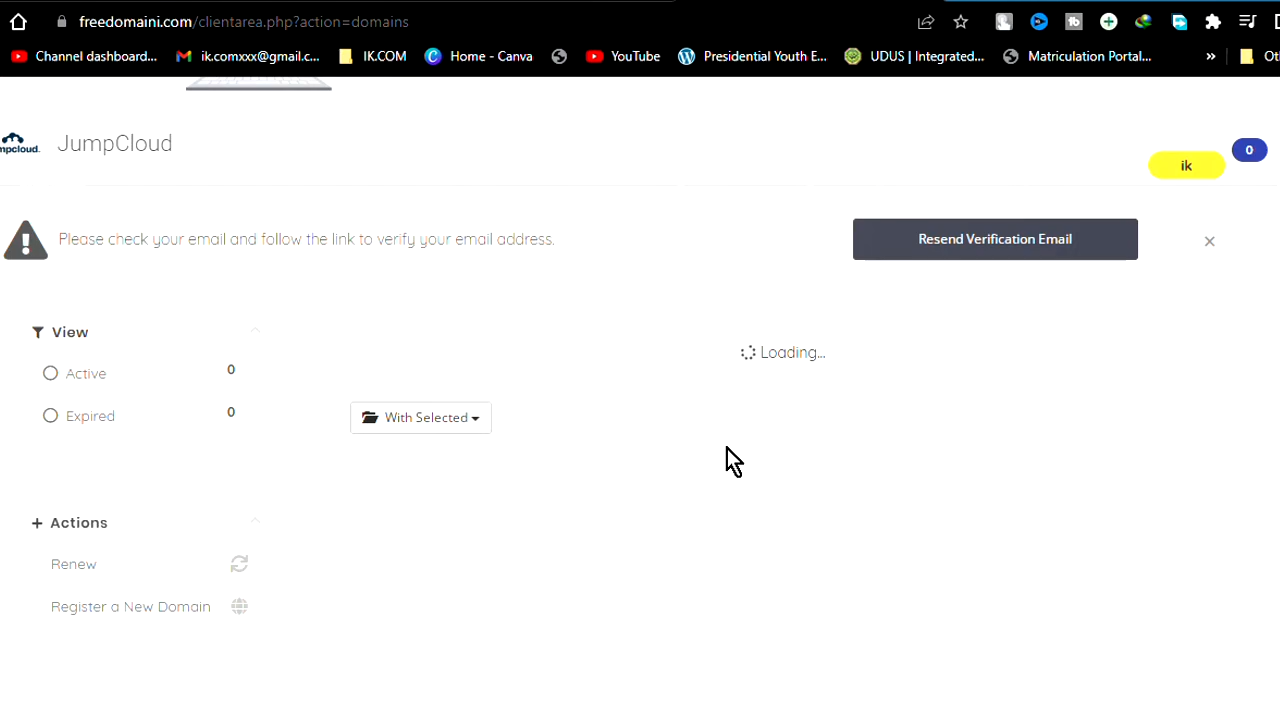 freedomaini.com/clientarea.php?action=domains
Channel dashboard... ik.comxxx@gmail.c... IK.COM Home - Canva YouTube Presidential Youth E... UDUS | Integrated... Matriculation Portal... » Ot
mpcloud. JumpCloud
0
ik
Please check your email and follow the link to verify your email address. Resend Verification Email ×
View
Loading...
Active 0
Expired 0
With Selected
+ Actions
Renew
Register a New Domain